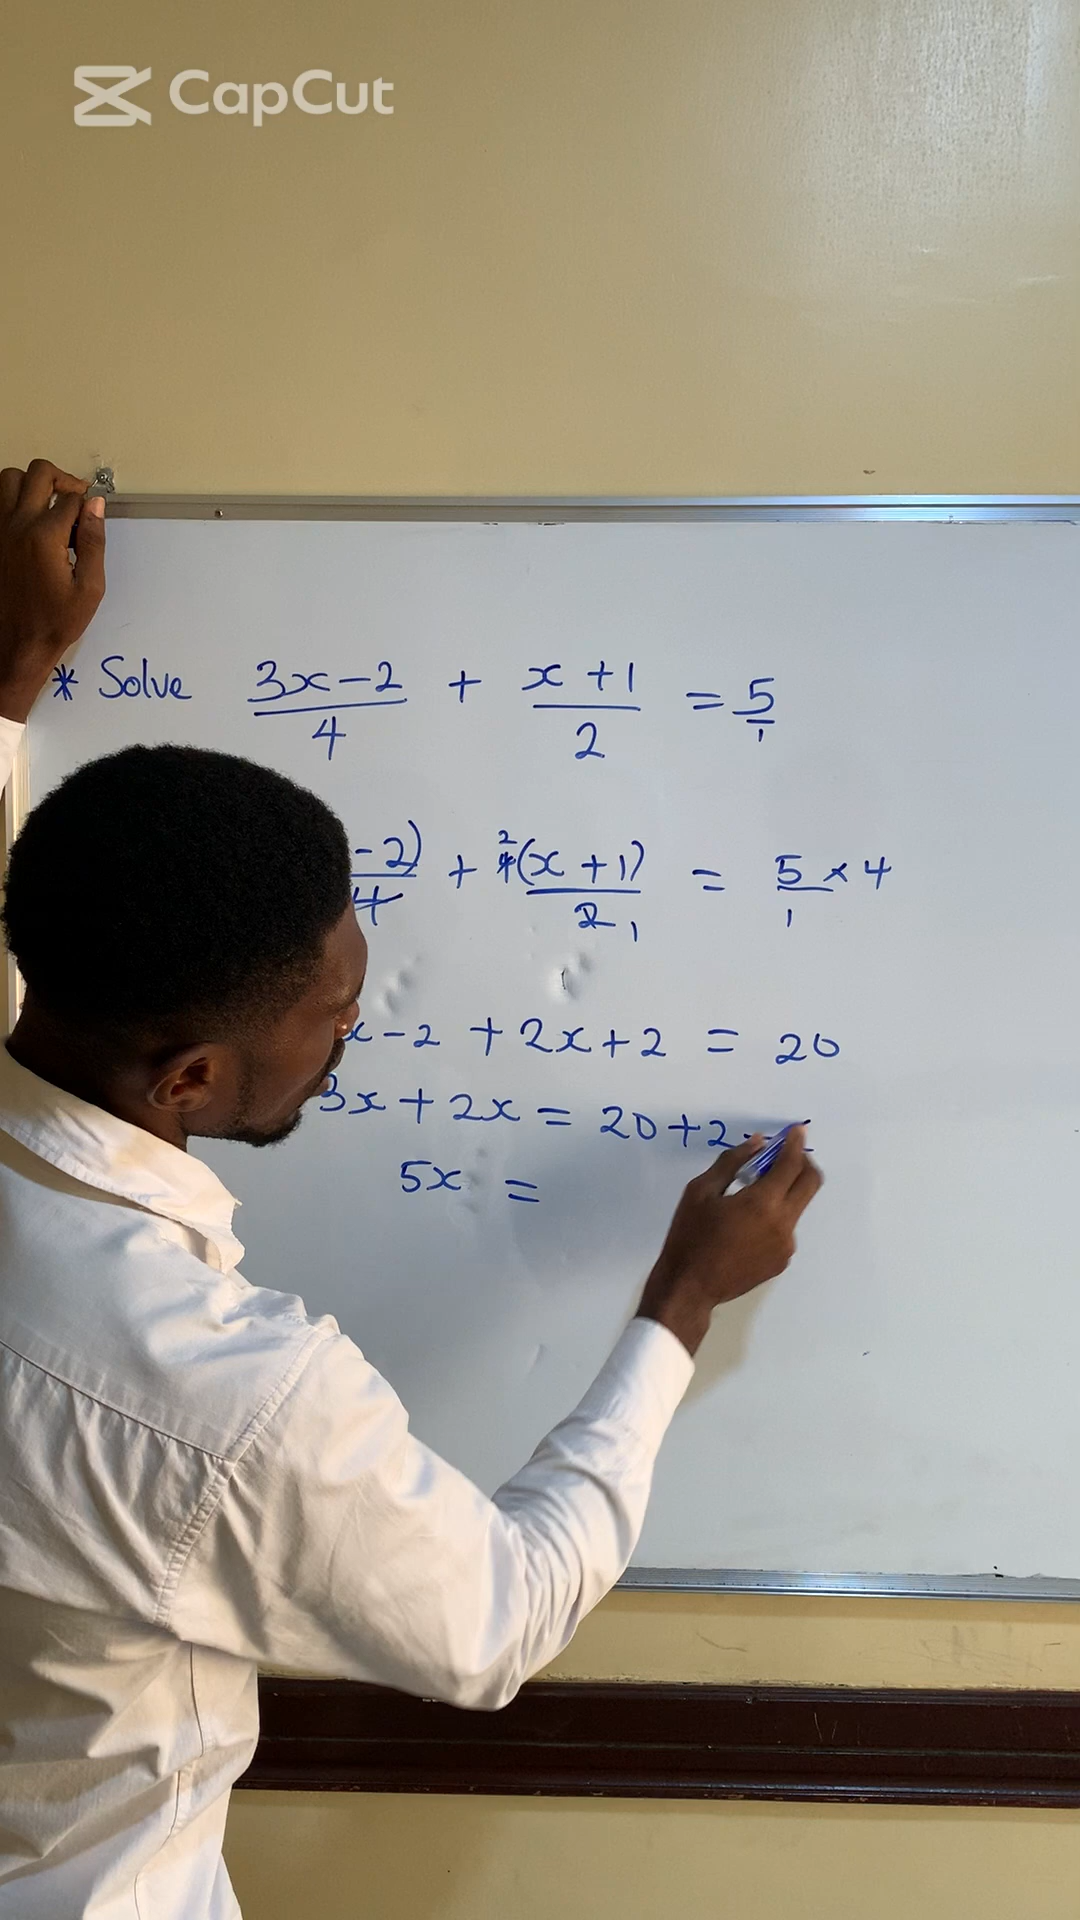 CapCut
* Solve (3x-2)/4 + (x+1)/2 = 5/1
-2)/4 + 2 4(x+1)/2 1 = 5/1 × 4
x-2 + 2x+2 = 20
3x + 2x = 20+2-
5x =